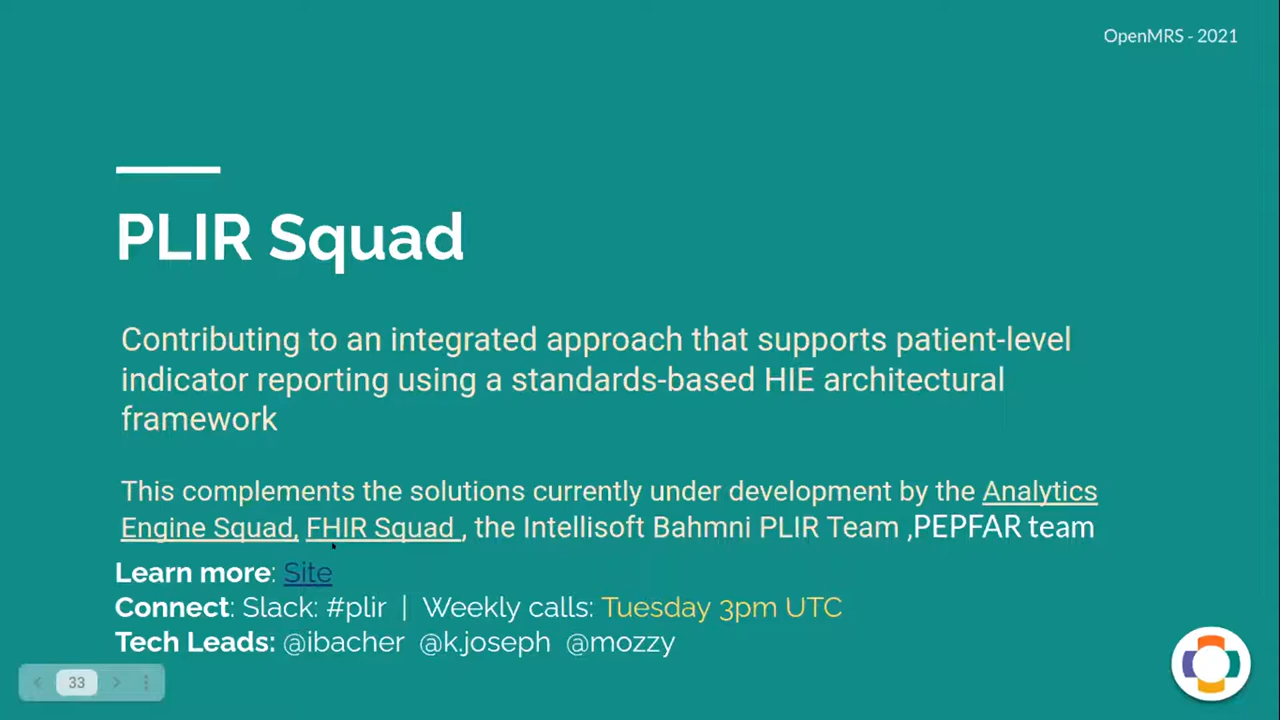 OpenMRS - 2021
PLIR Squad
Contributing to an integrated approach that supports patient-level
indicator reporting using a standards-based HIE architectural
framework
This complements the solutions currently under development by the Analytics
Engine Squad, FHIR Squad , the Intellisoft Bahmni PLIR Team ,PEPFAR team
Learn more: Site
Connect: Slack: #plir | Weekly calls: Tuesday 3pm UTC
Tech Leads: @ibacher @k.joseph @mozzy
33